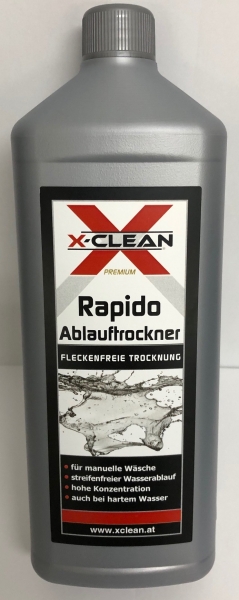 X-CLEAN
PREMIUM
Rapido
Ablauftrockner
FLECKENFREIE TROCKNUNG
• für manuelle Wäsche
• streifenfreier Wasserablauf
• hohe Konzentration
• auch bei hartem Wasser
www.xclean.at